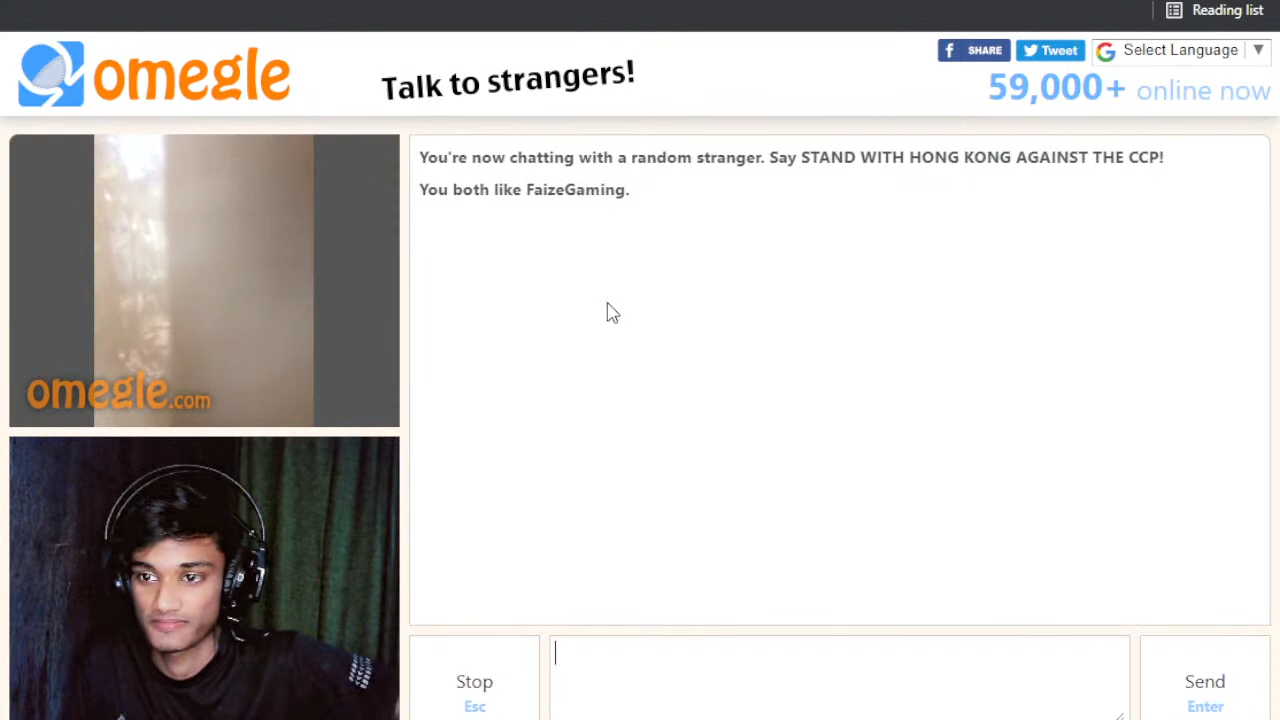 Reading list
omegle
Talk to strangers!
SHARE
Tweet
Select Language
59,000+ online now
You're now chatting with a random stranger. Say STAND WITH HONG KONG AGAINST THE CCP!
You both like FaizeGaming.
omegle.com
Stop
Esc
Send
Enter